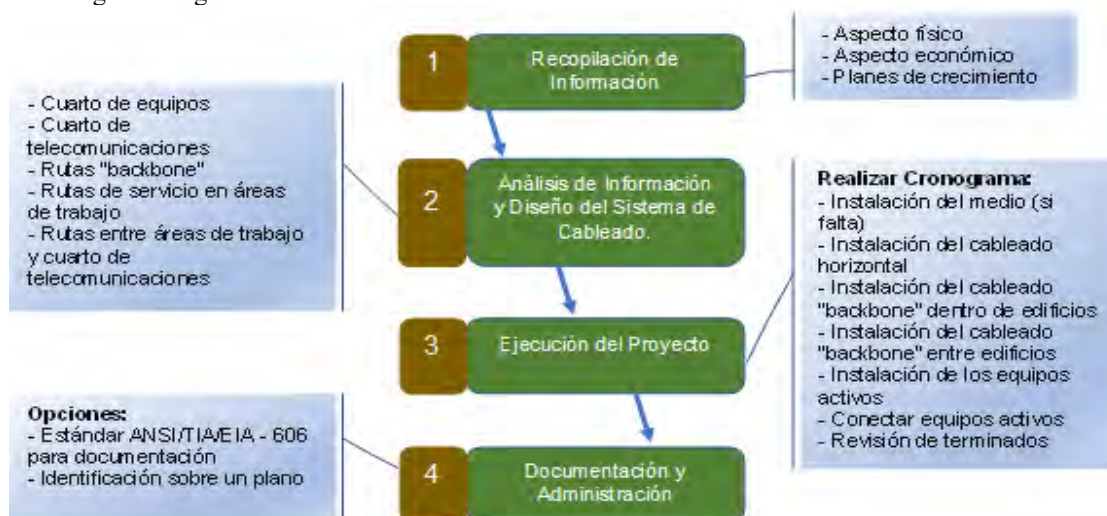 1
Recopilación de
Información
- Aspecto físico
- Aspecto económico
- Planes de crecimiento
- Cuarto de equipos
- Cuarto de
telecomunicaciones
- Rutas "backbone"
- Rutas de servicio en áreas
de trabajo
- Rutas entre áreas de trabajo
y cuarto de
telecomunicaciones
2
Análisis de Información
y Diseño del Sistema de
Cableado.
3
Ejecución del Proyecto
Realizar Cronograma:
- Instalación del medio (si
falta)
- Instalación del cableado
horizontal
- Instalación del cableado
"backbone" dentro de edificios
- Instalación del cableado
"backbone" entre edificios
- Instalación de los equipos
activos
- Conectar equipos activos
- Revisión de terminados
Opciones:
- Estándar ANSI/TIA/EIA - 606
para documentación
- Identificación sobre un plano
4
Documentación y
Administración